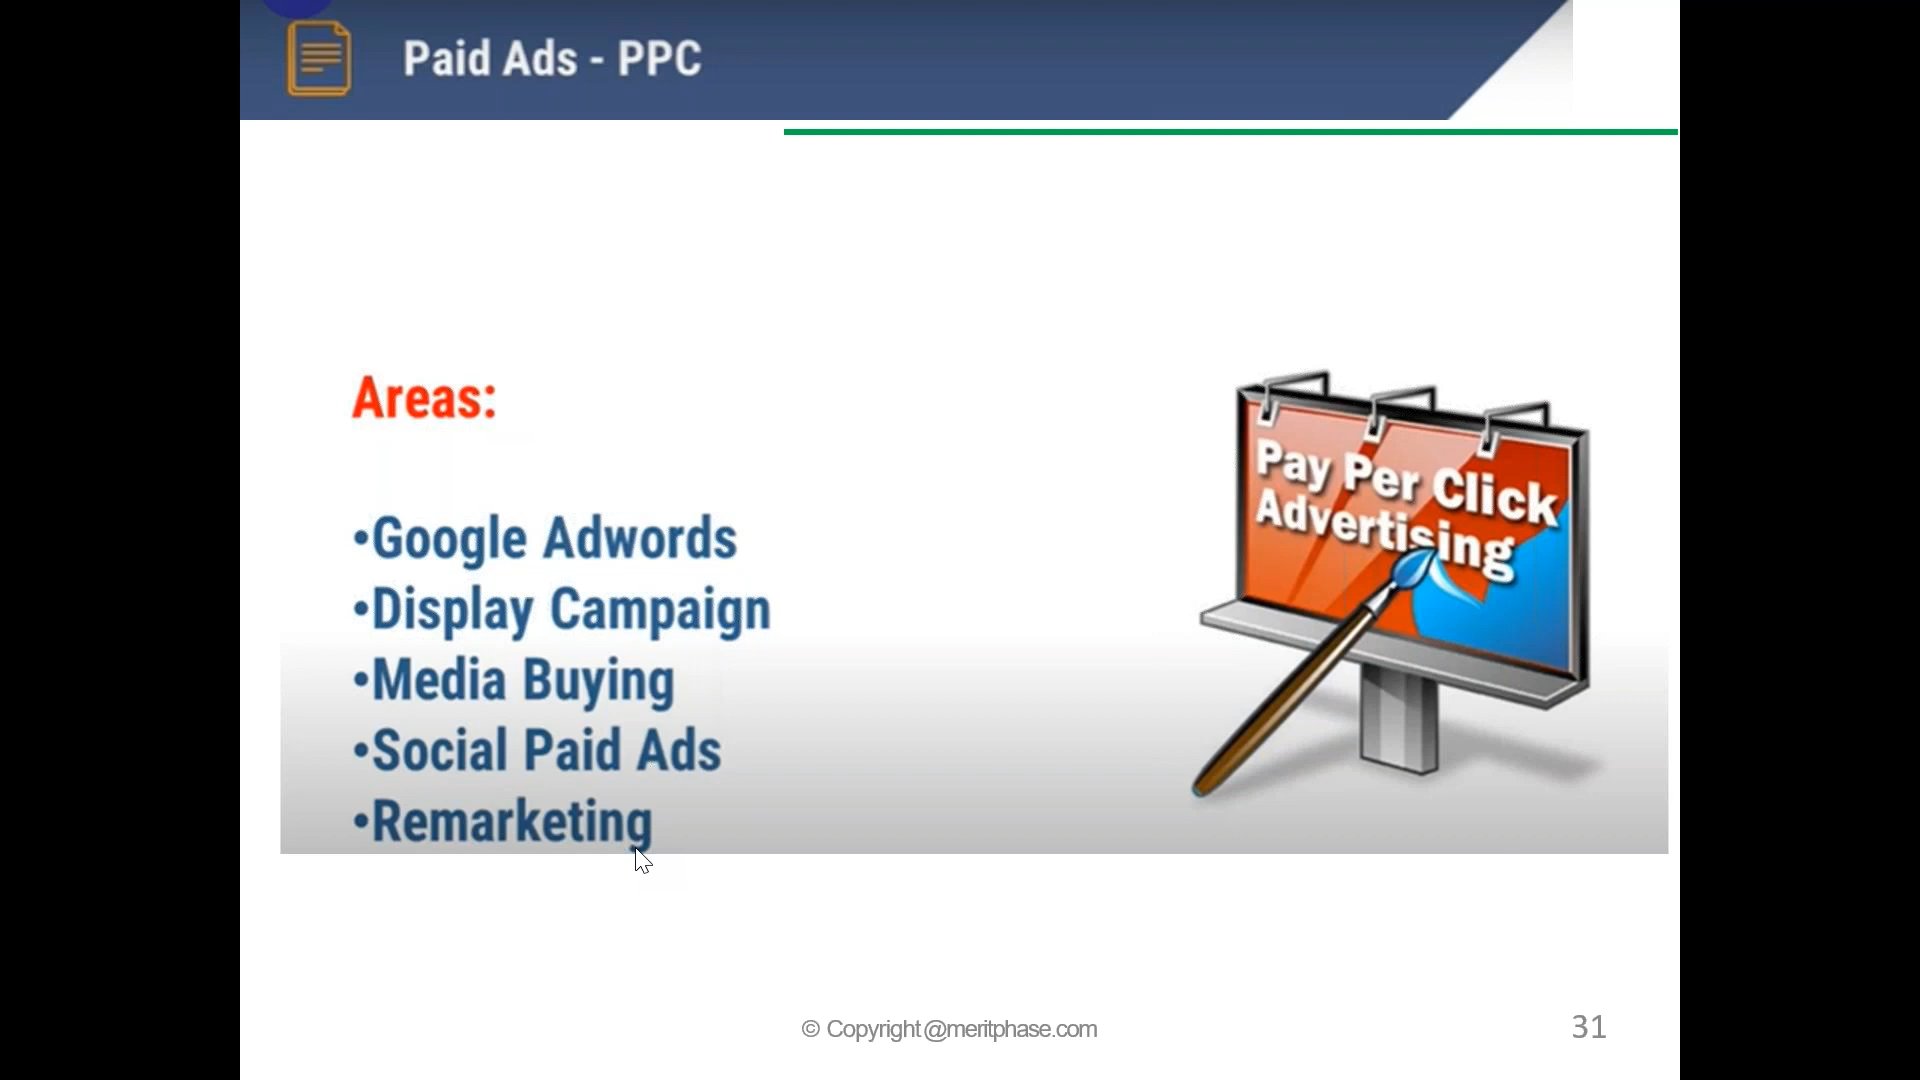 Paid Ads - PPC
Areas:
•Google Adwords
•Display Campaign
•Media Buying
•Social Paid Ads
•Remarketing
Pay Per Click
Advertising
© Copyright@meritphase.com
31